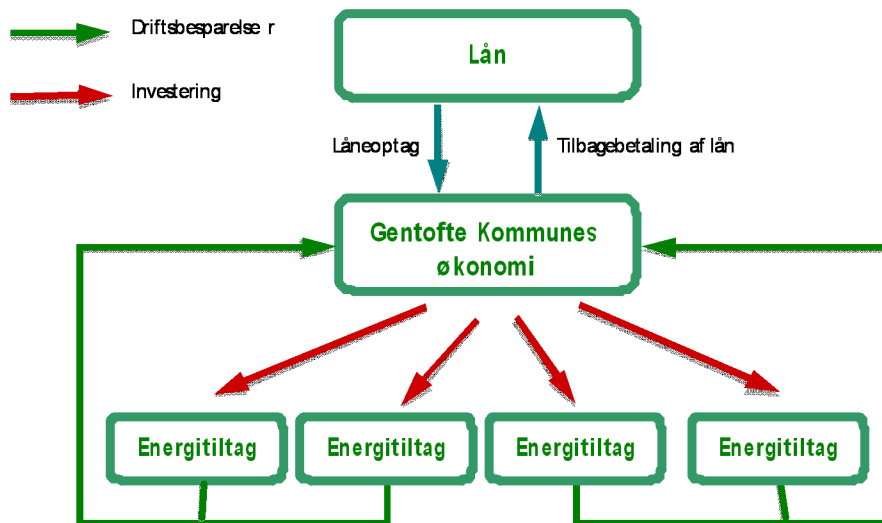 Driftsbesparelse r
Lån
Investering
Låneoptag
Tilbagebetaling af lån
Gentofte Kommunes
økonomi
Energitiltag
Energitiltag
Energitiltag
Energitiltag